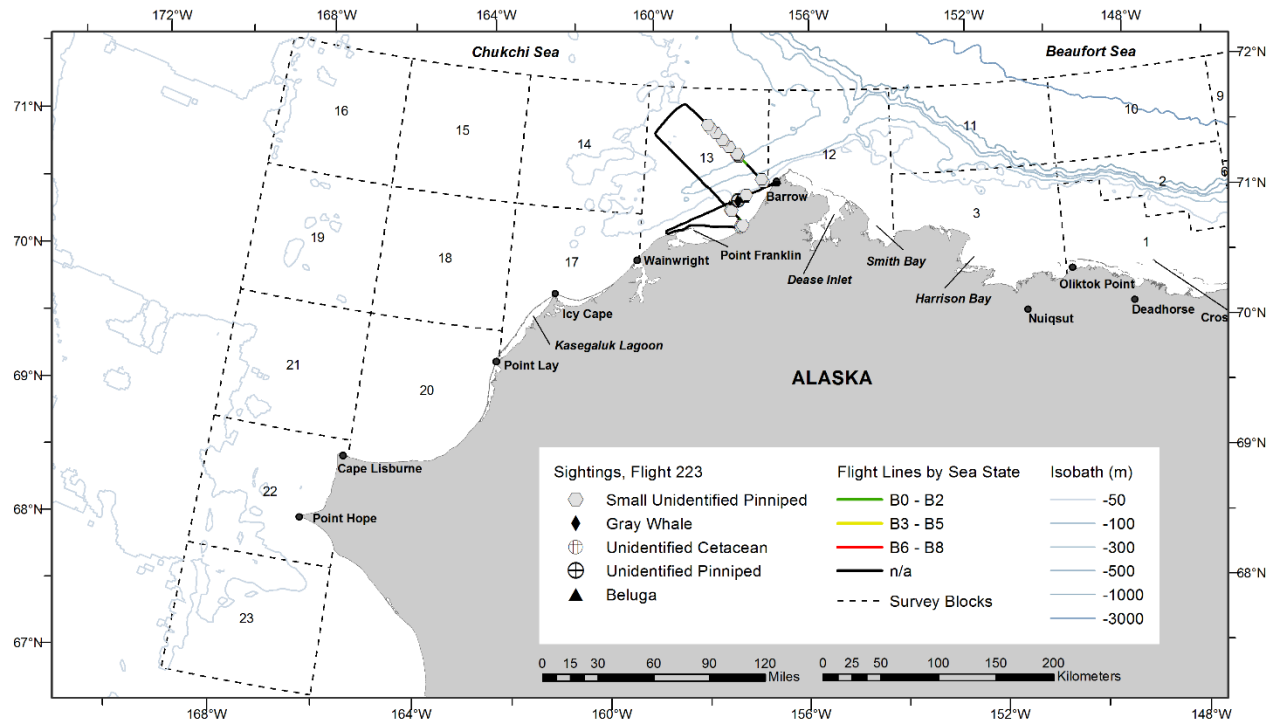 172°W 168°W 164°W 160°W 156°W 152°W 148°W
Chukchi Sea Beaufort Sea
72°N
71°N
16 15 14 13 12 11 10 9
71°N
2 6
Barrow
3
1
70°N
19 18 17
Wainwright
Point Franklin
Dease Inlet
Smith Bay
Harrison Bay
Oliktok Point
Deadhorse
Nuiqsut
Cros
70°N
Icy Cape
Kasegaluk Lagoon
Point Lay
69°N
21 20
ALASKA
69°N
Cape Lisburne
22
Point Hope
68°N
68°N
23
67°N
Sightings, Flight 223
Small Unidentified Pinniped
Gray Whale
Unidentified Cetacean
Unidentified Pinniped
Beluga
Flight Lines by Sea State
B0 - B2
B3 - B5
B6 - B8
n/a
Survey Blocks
Isobath (m)
-50
-100
-300
-500
-1000
-3000
0 15 30 60 90 120
Miles
0 25 50 100 150 200
Kilometers
168°W 164°W 160°W 156°W 152°W 148°W